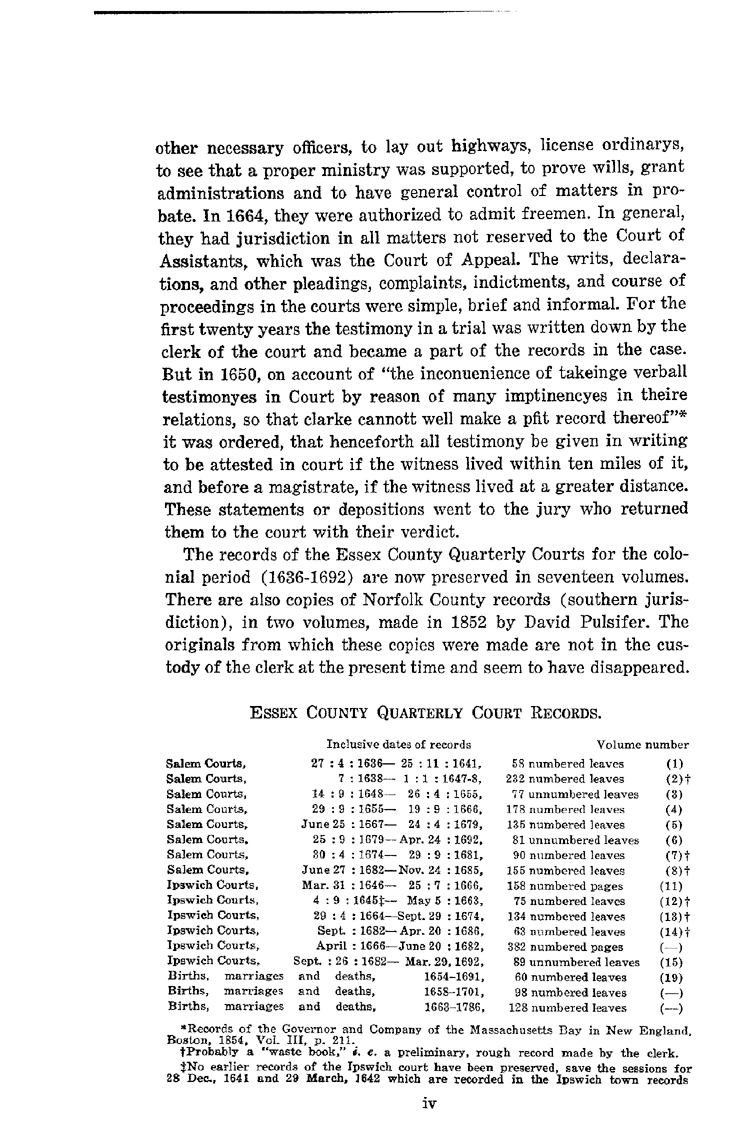 other necessary officers, to lay out highways, license ordinarys,
to see that a proper ministry was supported, to prove wills, grant
administrations and to have general control of matters in pro-
bate. In 1664, they were authorized to admit freemen. In general,
they had jurisdiction in all matters not reserved to the Court of
Assistants, which was the Court of Appeal. The writs, declara-
tions, and other pleadings, complaints, indictments, and course of
proceedings in the courts were simple, brief and informal. For the
first twenty years the testimony in a trial was written down by the
clerk of the court and became a part of the records in the case.
But in 1650, on account of "the inconuenience of takeinge verball
testimonyes in Court by reason of many imptinencyes in theire
relations, so that clarke cannott well make a pfit record thereof"*
it was ordered, that henceforth all testimony be given in writing
to be attested in court if the witness lived within ten miles of it,
and before a magistrate, if the witness lived at a greater distance.
These statements or depositions went to the jury who returned
them to the court with their verdict.
The records of the Essex County Quarterly Courts for the colo-
nial period (1636-1692) are now preserved in seventeen volumes.
There are also copies of Norfolk County records (southern juris-
diction), in two volumes, made in 1852 by David Pulsifer. The
originals from which these copies were made are not in the cus-
tody of the clerk at the present time and seem to have disappeared.
ESSEX COUNTY QUARTERLY COURT RECORDS.
Inclusive dates of records Volume number
Salem Courts, 27 : 4 : 1636— 25 : 11 : 1641, 58 numbered leaves (1)
Salem Courts, 7 : 1638— 1 : 1 : 1647-8, 232 numbered leaves (2)†
Salem Courts, 14 : 9 : 1648— 26 : 4 : 1655, 77 unnumbered leaves (3)
Salem Courts, 29 : 9 : 1655— 19 : 9 : 1666, 178 numbered leaves (4)
Salem Courts, June 25 : 1667— 24 : 4 : 1679, 135 numbered leaves (5)
Salem Courts, 25 : 9 : 1679—Apr. 24 : 1692, 81 unnumbered leaves (6)
Salem Courts, 30 : 4 : 1674— 29 : 9 : 1681, 90 numbered leaves (7)†
Salem Courts, June 27 : 1682—Nov. 24 : 1685, 155 numbered leaves (8)†
Ipswich Courts, Mar. 31 : 1646— 25 : 7 : 1666, 158 numbered pages (11)
Ipswich Courts, 4 : 9 : 1645‡— May 5 : 1663, 75 numbered leaves (12)†
Ipswich Courts, 29 : 4 : 1664—Sept. 29 : 1674, 134 numbered leaves (13)†
Ipswich Courts, Sept. : 1682— Apr. 20 : 1686, 63 numbered leaves (14)†
Ipswich Courts, April : 1666—June 20 : 1682, 382 numbered pages (—)
Ipswich Courts, Sept. : 26 : 1682— Mar. 29, 1692, 89 unnumbered leaves (15)
Births, marriages and deaths, 1654-1691, 60 numbered leaves (19)
Births, marriages and deaths, 1658-1701, 98 numbered leaves (—)
Births, marriages and deaths, 1663-1786, 128 numbered leaves (—)
*Records of the Governor and Company of the Massachusetts Bay in New England,
Boston, 1854, Vol. III, p. 211.
†Probably a "waste book," i. e. a preliminary, rough record made by the clerk.
‡No earlier records of the Ipswich court have been preserved, save the sessions for
28 Dec., 1641 and 29 March, 1642 which are recorded in the Ipswich town records
iv